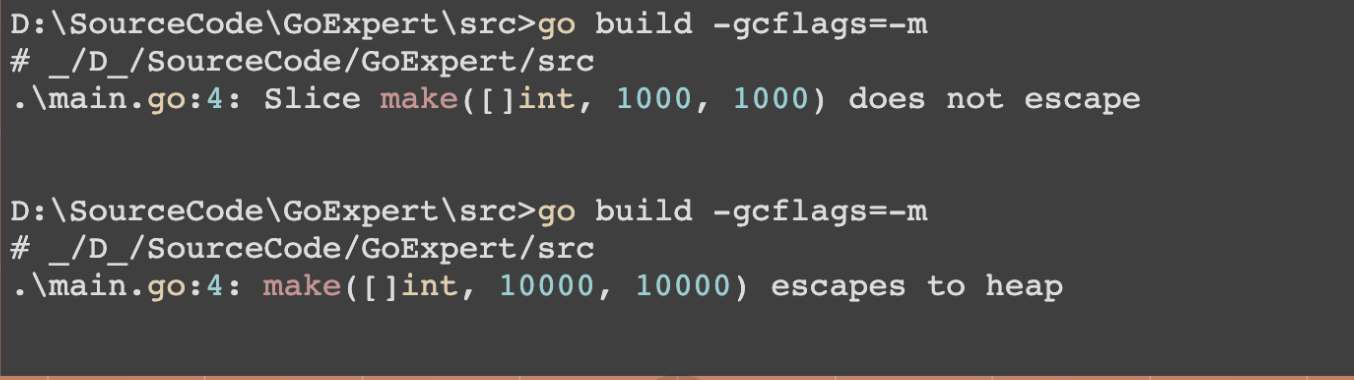 D:\SourceCode\GoExpert\src>go build -gcflags=-m
# _/D_/SourceCode/GoExpert/src
.\main.go:4: Slice make([]int, 1000, 1000) does not escape
D:\SourceCode\GoExpert\src>go build -gcflags=-m
# _/D_/SourceCode/GoExpert/src
.\main.go:4: make([]int, 10000, 10000) escapes to heap